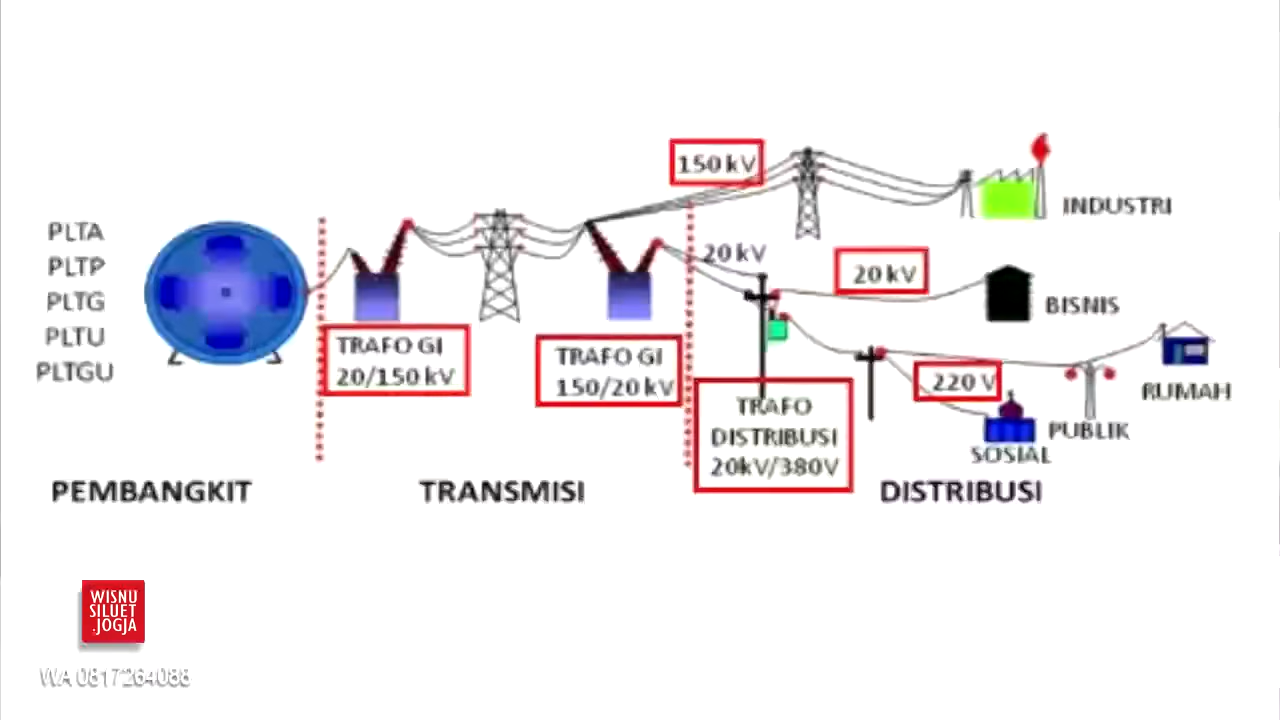 150 kV
INDUSTRI
PLTA
PLTP
PLTG
PLTU
PLTGU
20 kV
20 kV
BISNIS
TRAFO GI
20/150 kV
TRAFO GI
150/20 kV
220 V
RUMAH
TRAFO
DISTRIBUSI
20kV/380V
PUBLIK
SOSIAL
PEMBANGKIT
TRANSMISI
DISTRIBUSI
WISNU
SILUET
.JOGJA
WA 0817264088